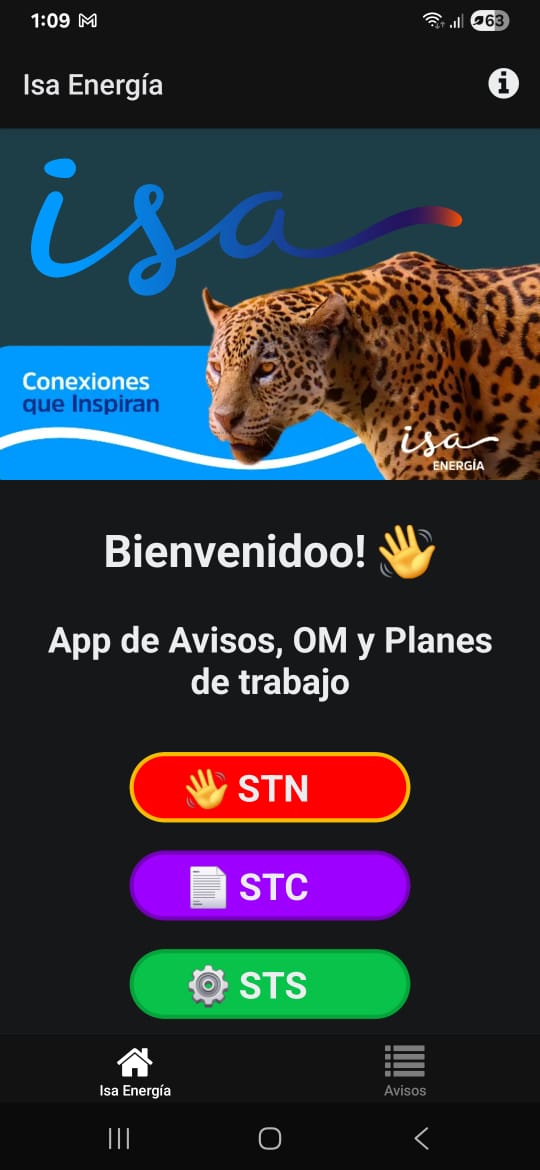 1:09
63
Isa Energía
isa
Conexiones
que Inspiran
isa
ENERGÍA
Bienvenidoo! 👋
App de Avisos, OM y Planes
de trabajo
👋 STN
📄 STC
⚙️ STS
Isa Energía
Avisos